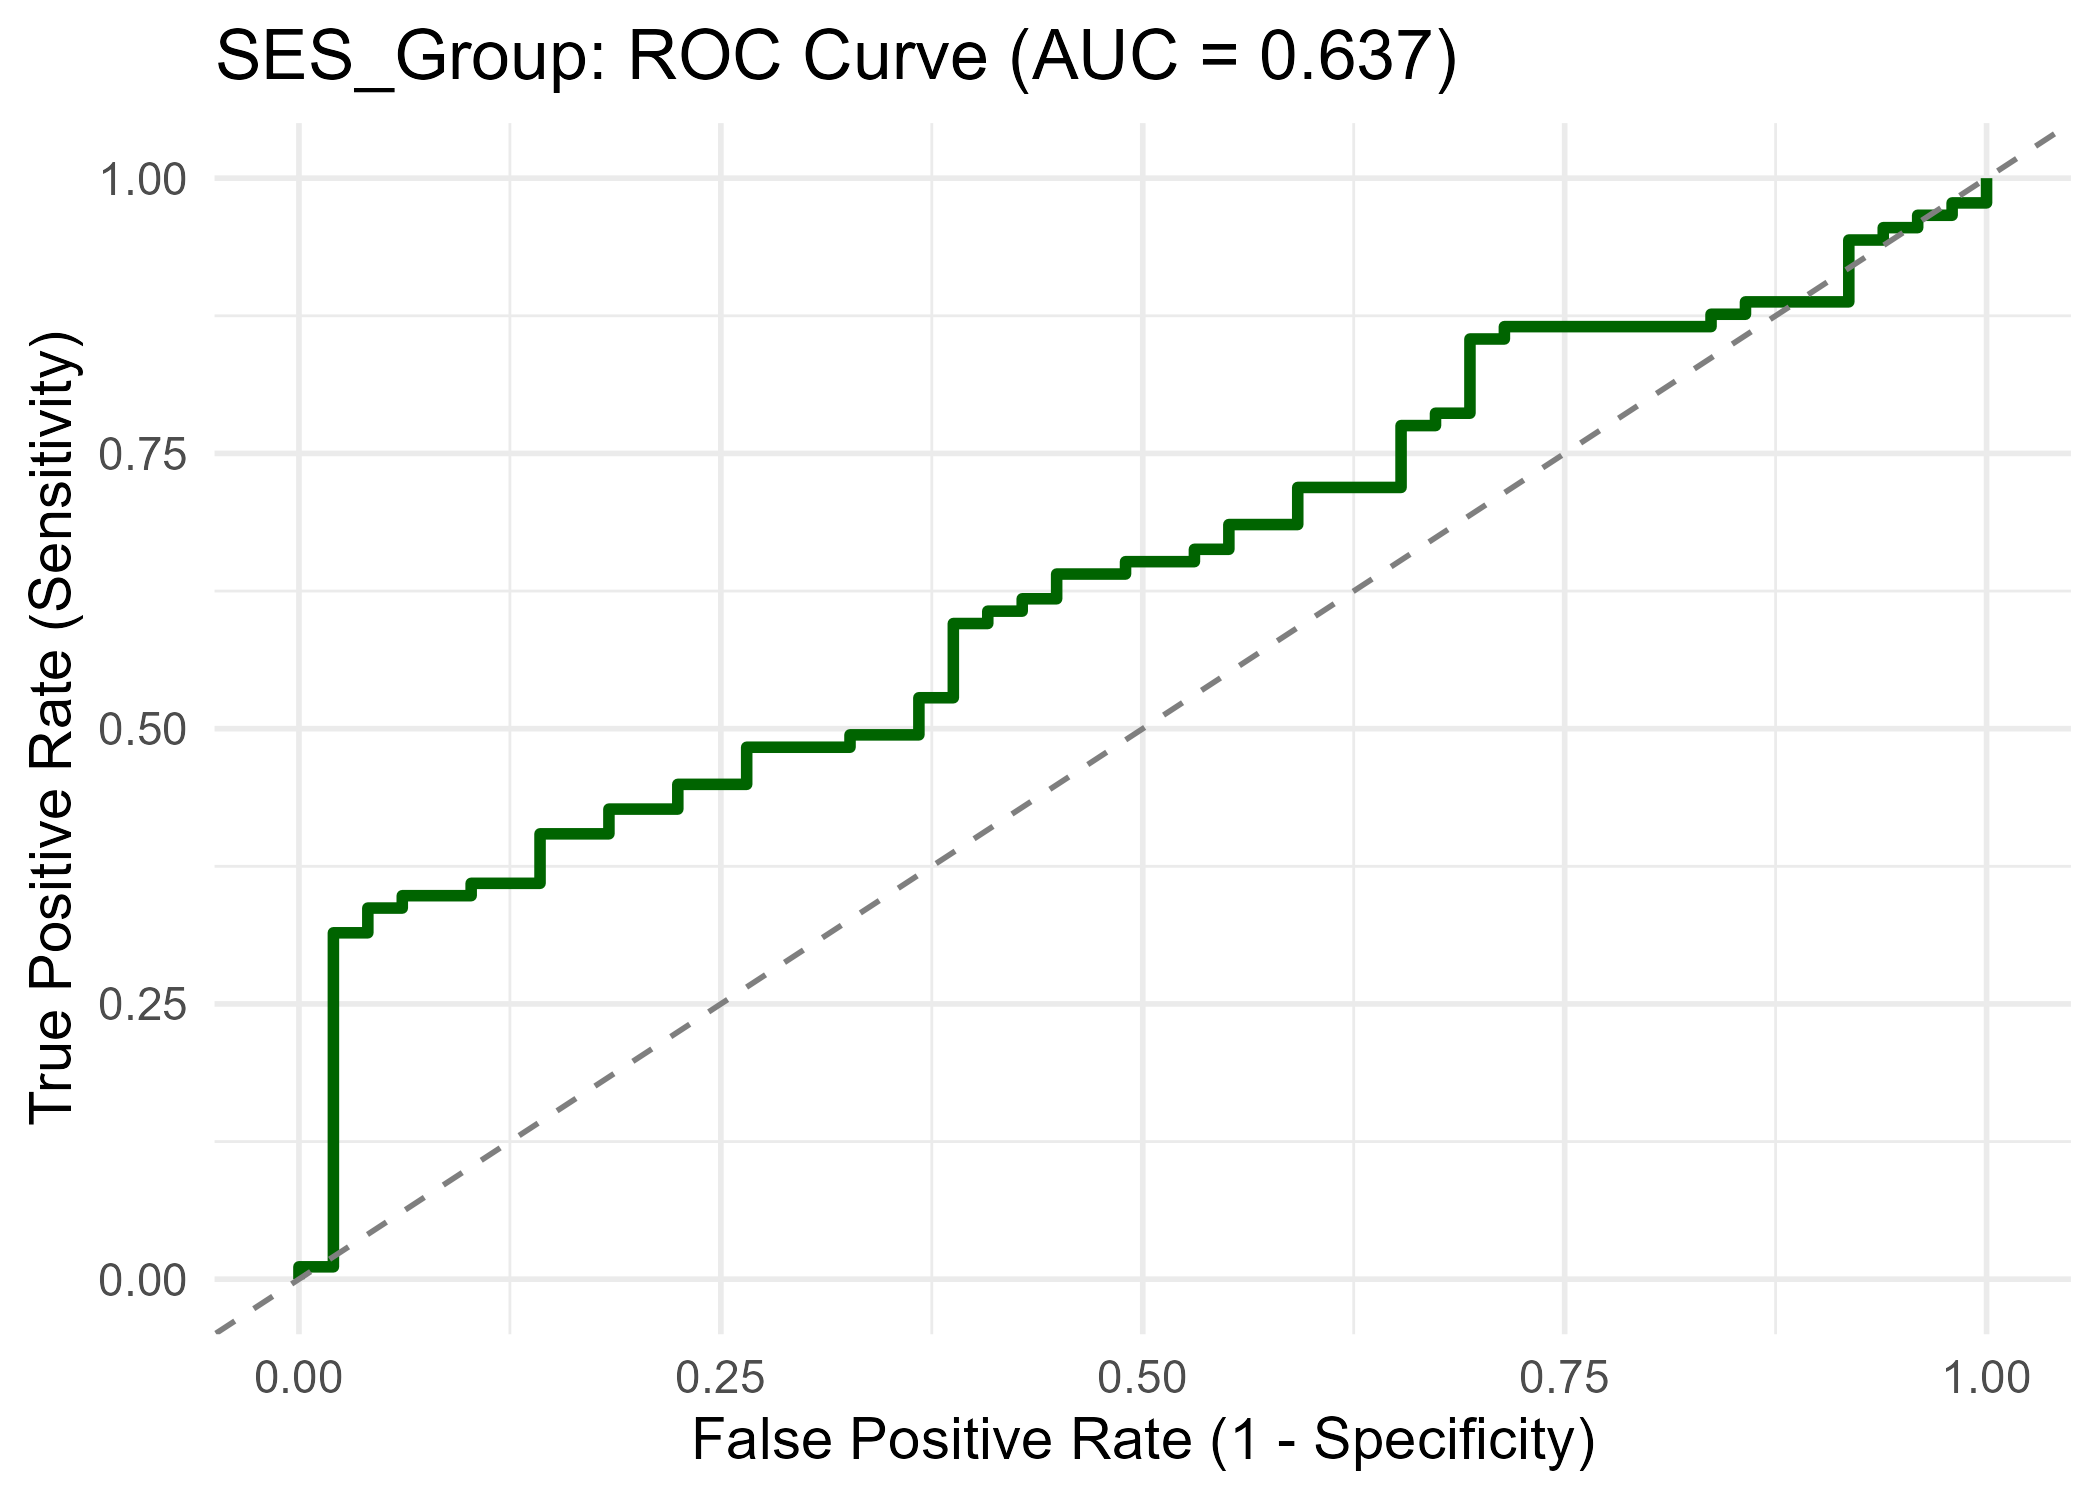 SES_Group: ROC Curve (AUC = 0.637)
True Positive Rate (Sensitivity)
1.00
0.75
0.50
0.25
0.00
0.00 0.25 0.50 0.75 1.00
False Positive Rate (1 - Specificity)